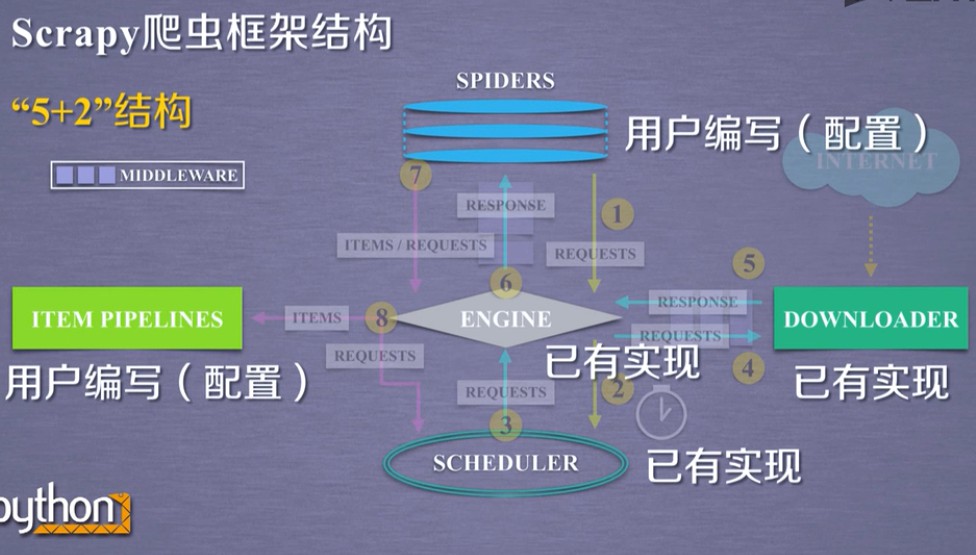 Scrapy爬虫框架结构
“5+2”结构
MIDDLEWARE
SPIDERS
用户编写（配置）
INTERNET
7
RESPONSE
1
ITEMS / REQUESTS
REQUESTS
5
6
RESPONSE
ITEM PIPELINES
ITEMS
8
ENGINE
DOWNLOADER
REQUESTS
REQUESTS
已有实现
4
用户编写（配置）
已有实现
REQUESTS
2
3
SCHEDULER
已有实现
python